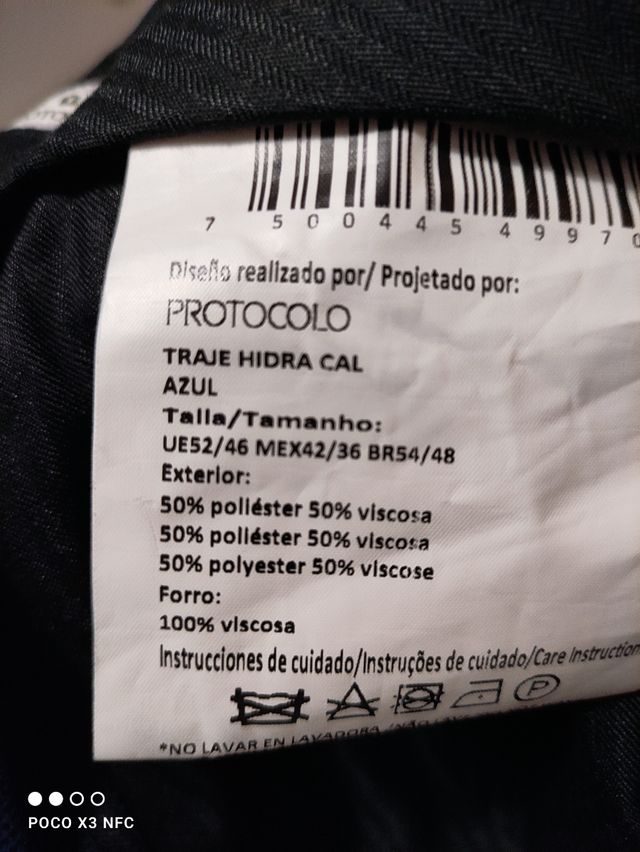 7 500445 4997
Diseño realizado por/ Projetado por:
PROTOCOLO
TRAJE HIDRA CAL
AZUL
Talla/Tamanho:
UE52/46 MEX42/36 BR54/48
Exterior:
50% poliéster 50% viscosa
50% poliéster 50% viscosa
50% polyester 50% viscose
Forro:
100% viscosa
Instrucciones de cuidado/Instruções de cuidado/Care Instruction
P
*NO LAVAR EN LAVADORA
POCO X3 NFC